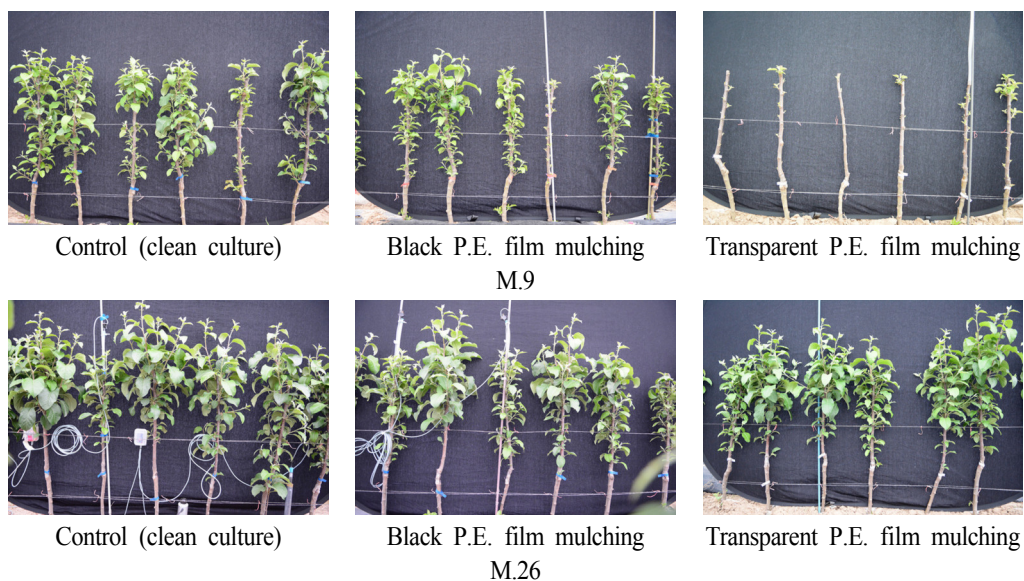 Control (clean culture)
Black P.E. film mulching
Transparent P.E. film mulching
M.9
Control (clean culture)
Black P.E. film mulching
Transparent P.E. film mulching
M.26